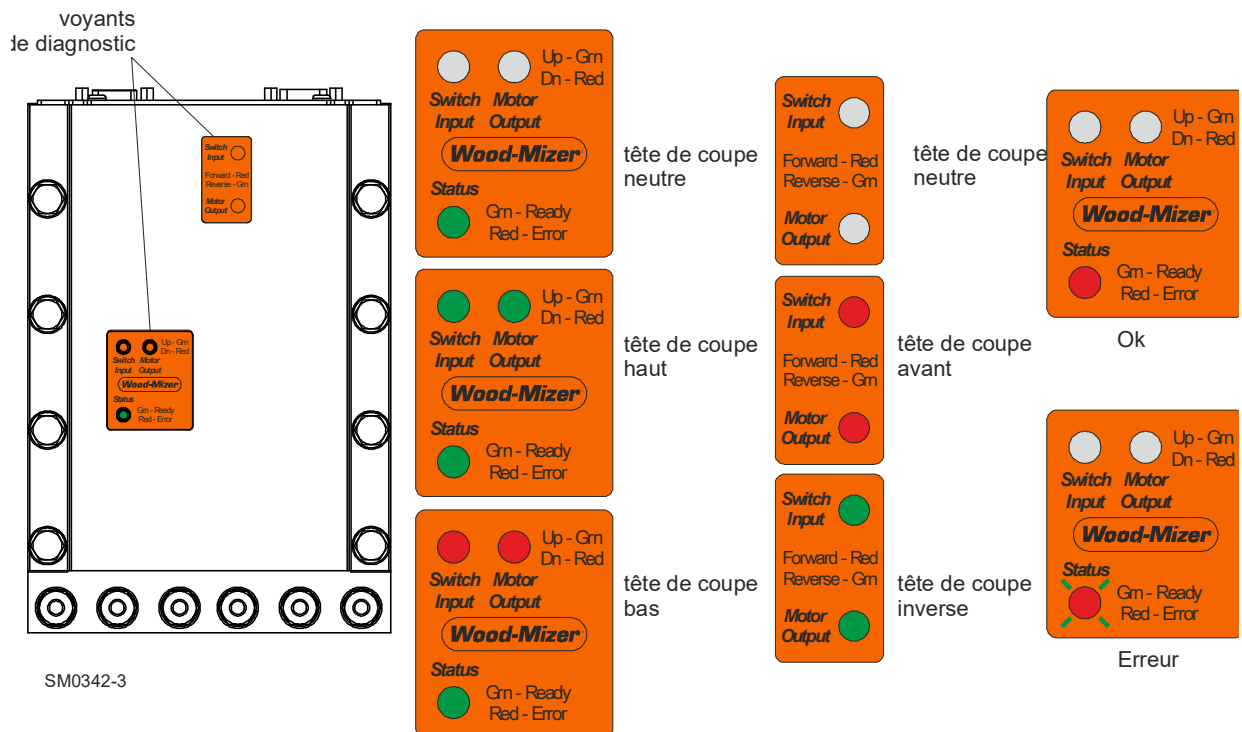 voyants
de diagnostic
Switch
Input
Forward - Red
Reverse - Grn
Motor
Output
Up - Grn
Dn - Red
Switch Motor
Input Output
Wood-Mizer
Status
Grn - Ready
Red - Error
SM0342-3
Up - Grn
Dn - Red
Switch Motor
Input Output
Wood-Mizer
Status
Grn - Ready
Red - Error
tête de coupe
neutre
Up - Grn
Dn - Red
Switch Motor
Input Output
Wood-Mizer
Status
Grn - Ready
Red - Error
tête de coupe
haut
Up - Grn
Dn - Red
Switch Motor
Input Output
Wood-Mizer
Status
Grn - Ready
Red - Error
tête de coupe
bas
Switch
Input
Forward - Red
Reverse - Grn
Motor
Output
tête de coupe
neutre
Switch
Input
Forward - Red
Reverse - Grn
Motor
Output
tête de coupe
avant
Switch
Input
Forward - Red
Reverse - Grn
Motor
Output
tête de coupe
inverse
Up - Grn
Dn - Red
Switch Motor
Input Output
Wood-Mizer
Status
Grn - Ready
Red - Error
Ok
Up - Grn
Dn - Red
Switch Motor
Input Output
Wood-Mizer
Status
Grn - Ready
Red - Error
Erreur